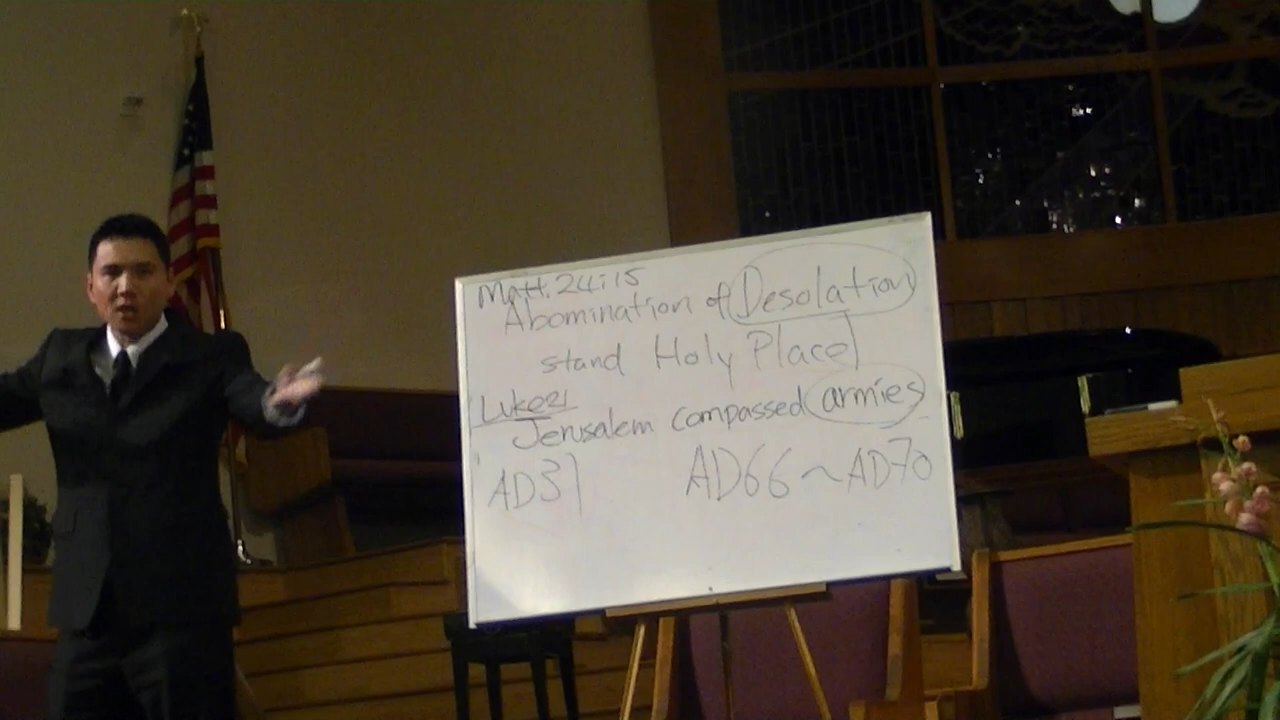 Matt. 24:15
Abomination of Desolation
stand Holy Place
Luke21
Jerusalem compassed armies
AD31 AD66~AD70